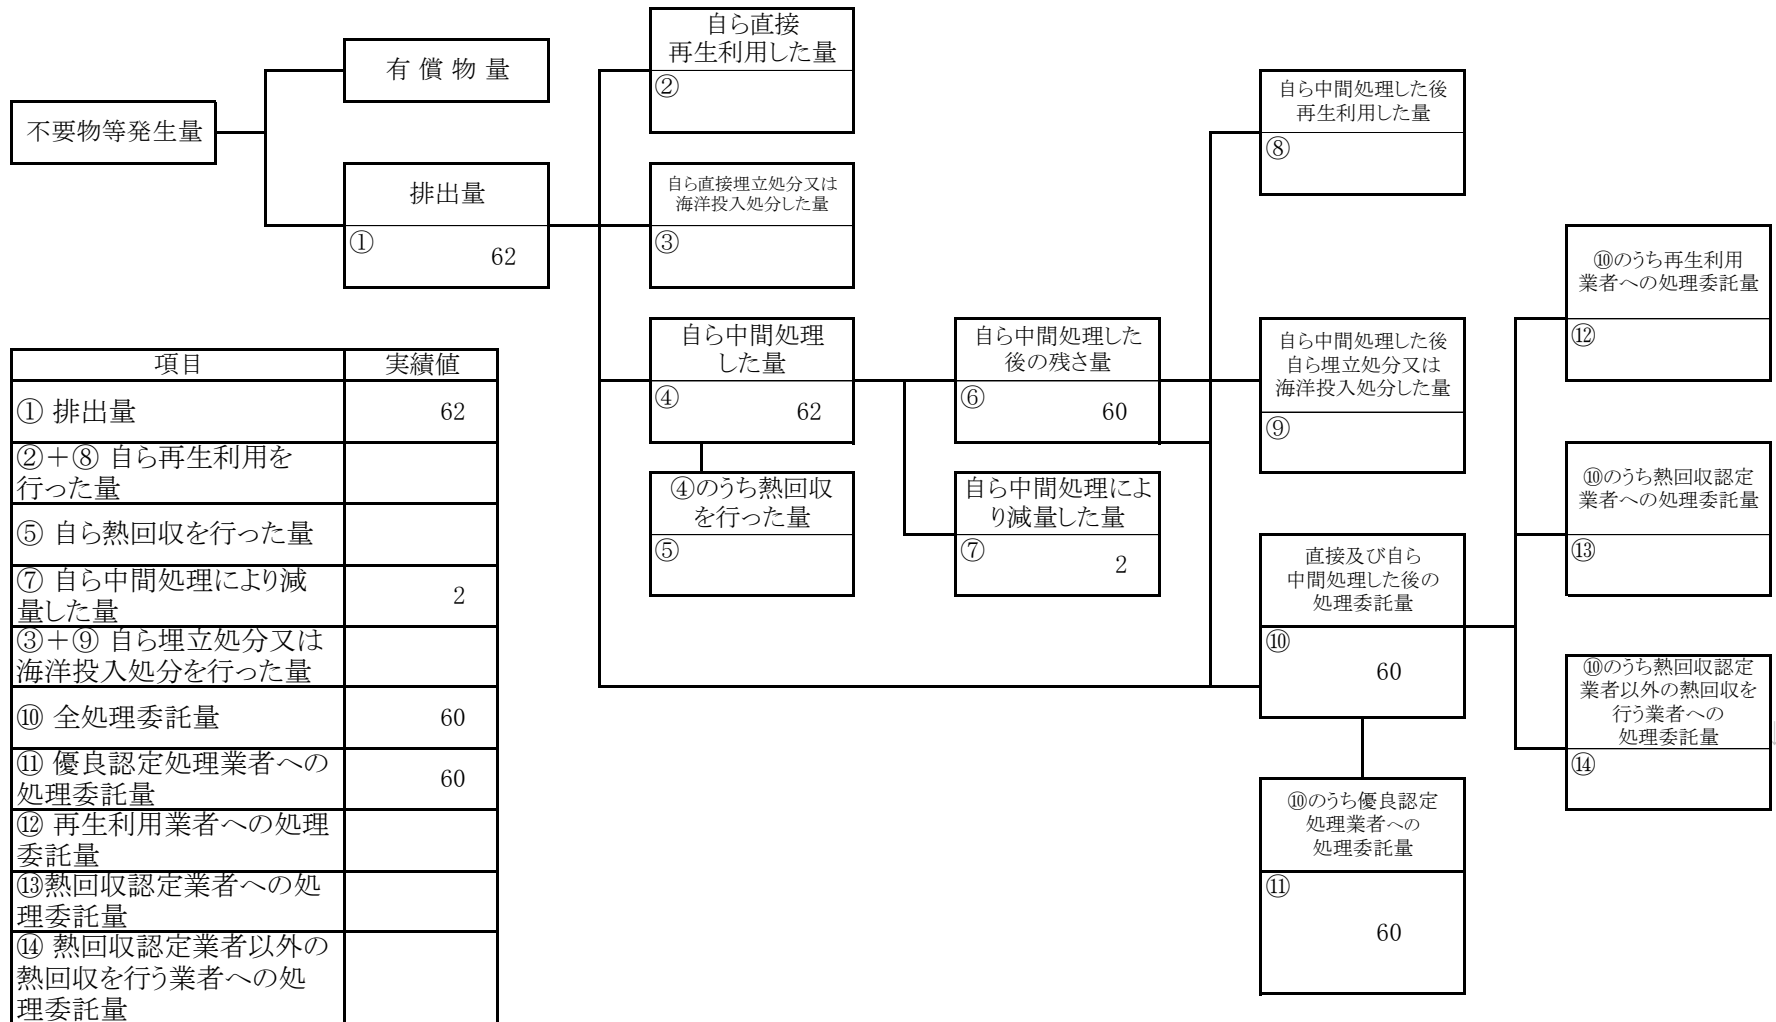 自ら直接
再生利用した量
②
有 償 物 量
不要物等発生量
排出量
①
62
自ら直接埋立処分又は
海洋投入処分した量
③
自ら中間処理した後
再生利用した量
⑧
⑩のうち再生利用
業者への処理委託量
⑫
自ら中間処理
した量
④
62
自ら中間処理した
後の残さ量
⑥
60
自ら中間処理した後
自ら埋立処分又は
海洋投入処分した量
⑨
④のうち熱回収
を行った量
⑤
自ら中間処理によ
り減量した量
⑦
2
⑩のうち熱回収認定
業者への処理委託量
⑬
直接及び自ら
中間処理した後の
処理委託量
⑩
60
⑩のうち熱回収認定
業者以外の熱回収を
行う業者への
処理委託量
⑭
⑩のうち優良認定
処理業者への
処理委託量
⑪
60
項目 実績値
① 排出量 62
②＋⑧ 自ら再生利用を
行った量
⑤ 自ら熱回収を行った量
⑦ 自ら中間処理により減
量した量 2
③＋⑨ 自ら埋立処分又は
海洋投入処分を行った量
⑩ 全処理委託量 60
⑪ 優良認定処理業者への
処理委託量 60
⑫ 再生利用業者への処理
委託量
⑬熱回収認定業者への処
理委託量
⑭ 熱回収認定業者以外の
熱回収を行う業者への処
理委託量